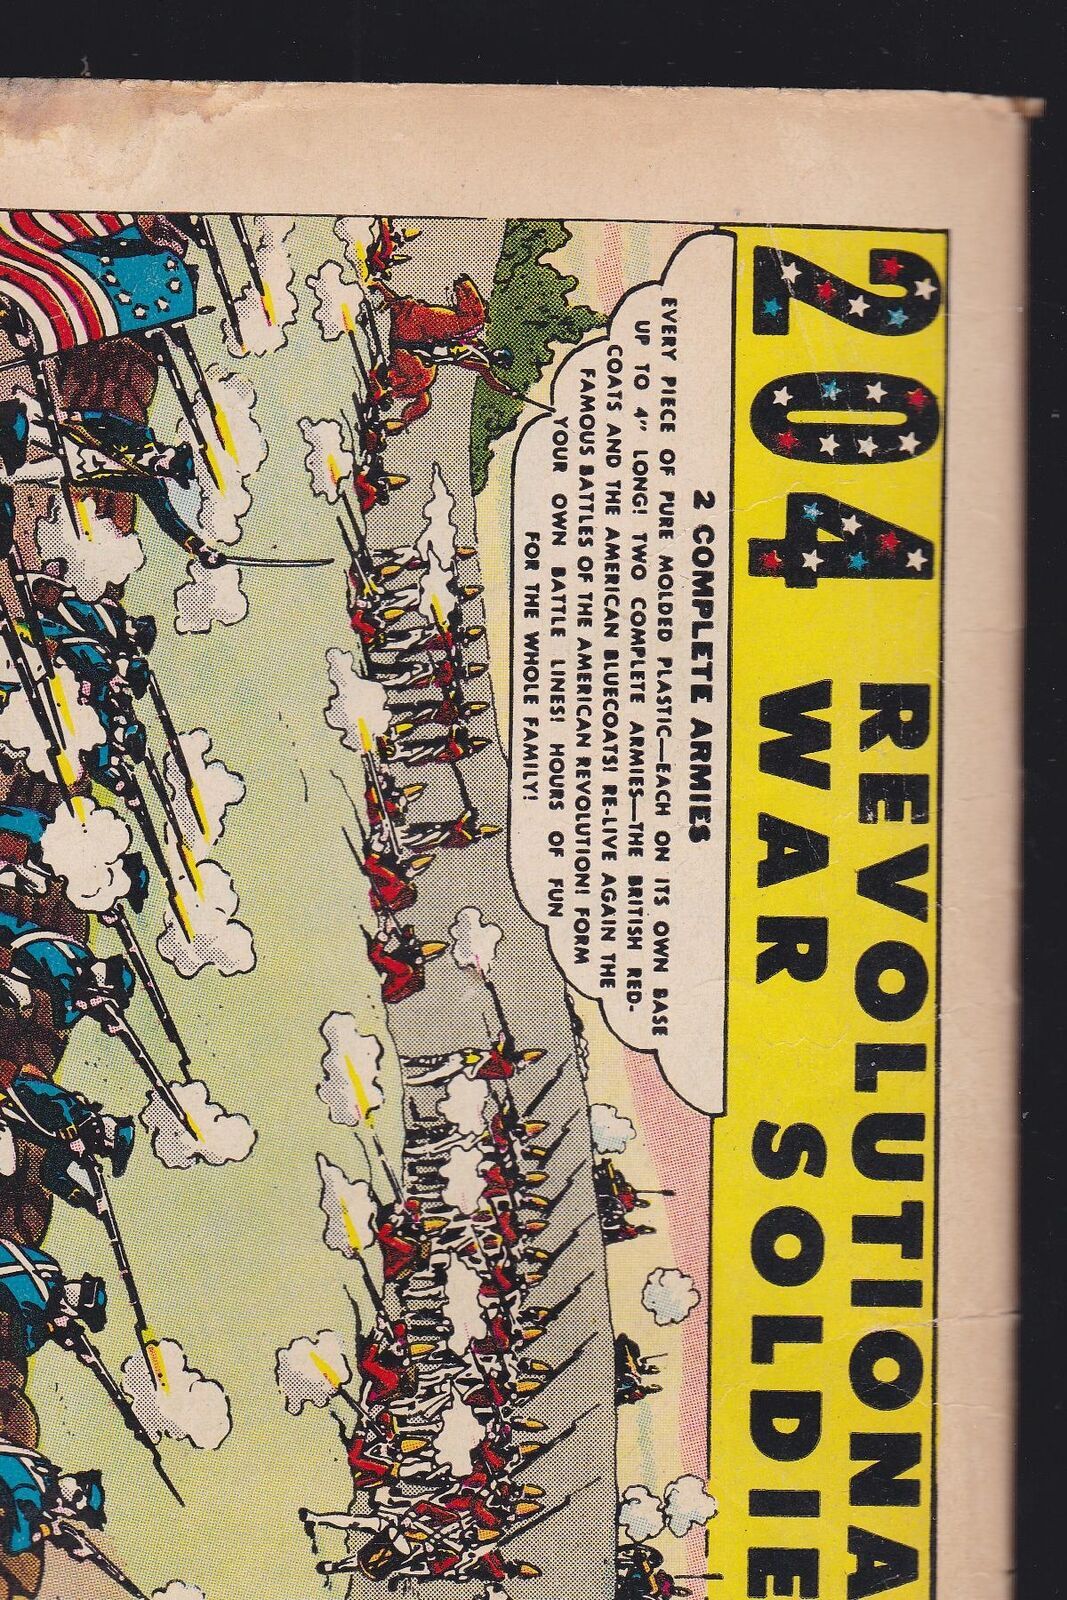 204 REVOLUTIONA
WAR SOLDIE
2 COMPLETE ARMIES
EVERY PIECE OF PURE MOLDED PLASTIC—EACH ON ITS OWN BASE
UP TO 4" LONG! TWO COMPLETE ARMIES—THE BRITISH RED-
COATS AND THE AMERICAN BLUECOATS! RE-LIVE AGAIN THE
FAMOUS BATTLES OF THE AMERICAN REVOLUTION! FORM
YOUR OWN BATTLE LINES! HOURS OF FUN
FOR THE WHOLE FAMILY!